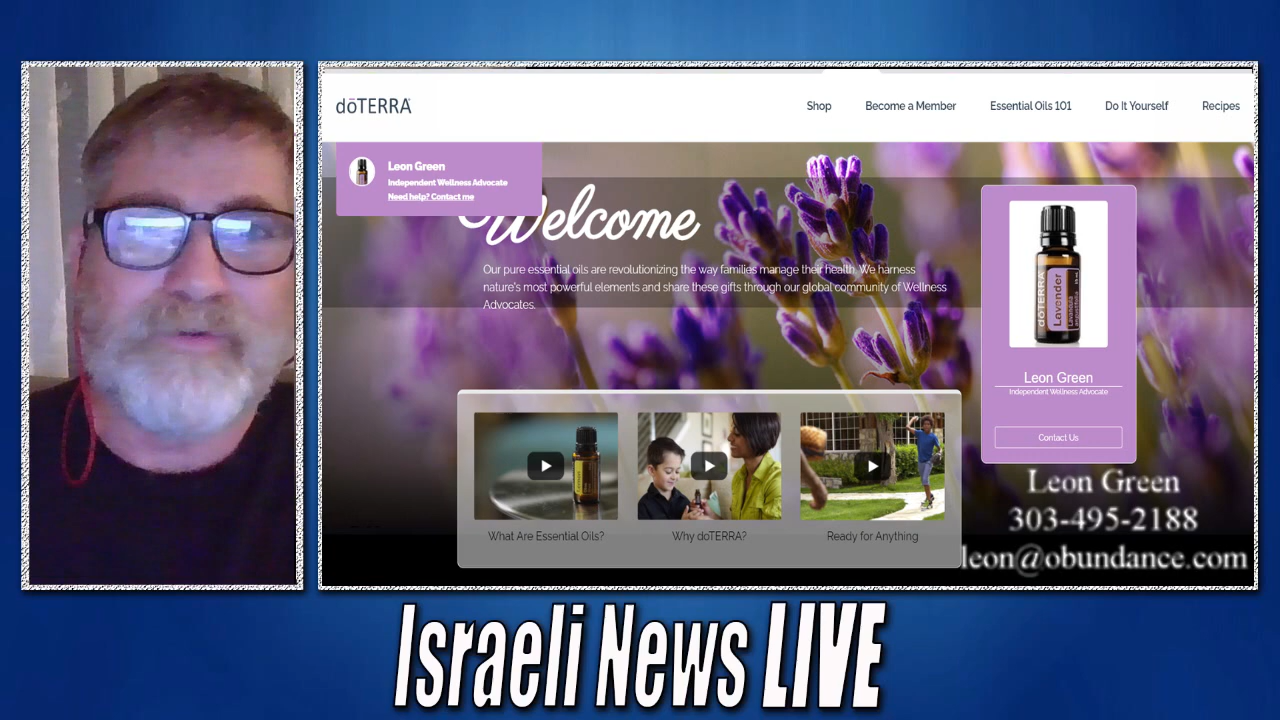 dōTERRA
Shop
Become a Member
Essential Oils 101
Do It Yourself
Recipes
Leon Green
Independent Wellness Advocate
Need help? Contact me
Welcome
Our pure essential oils are revolutionizing the way families manage their health. We harness
nature's most powerful elements and share these gifts through our global community of Wellness
Advocates.
dōTERRA
Lavender
Leon Green
Independent Wellness Advocate
Contact Us
What Are Essential Oils?
Why dōTERRA?
Ready for Anything
Leon Green
303-495-2188
leon@obundance.com
Israeli News LIVE